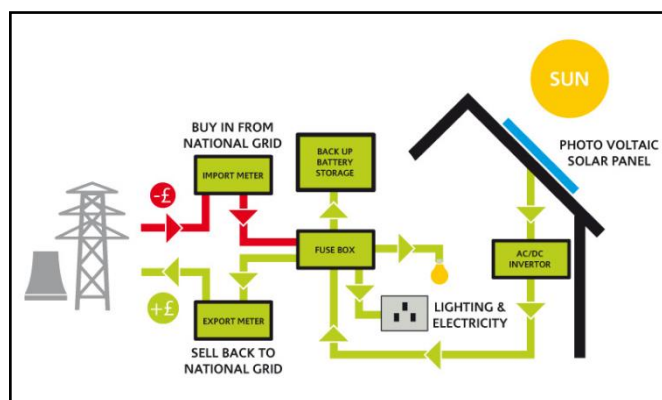 SUN
BUY IN FROM
NATIONAL GRID
BACK UP
BATTERY
STORAGE
PHOTO VOLTAIC
SOLAR PANEL
IMPORT METER
-£
FUSE BOX
AC/DC
INVERTOR
+£
EXPORT METER
LIGHTING &
ELECTRICITY
SELL BACK TO
NATIONAL GRID